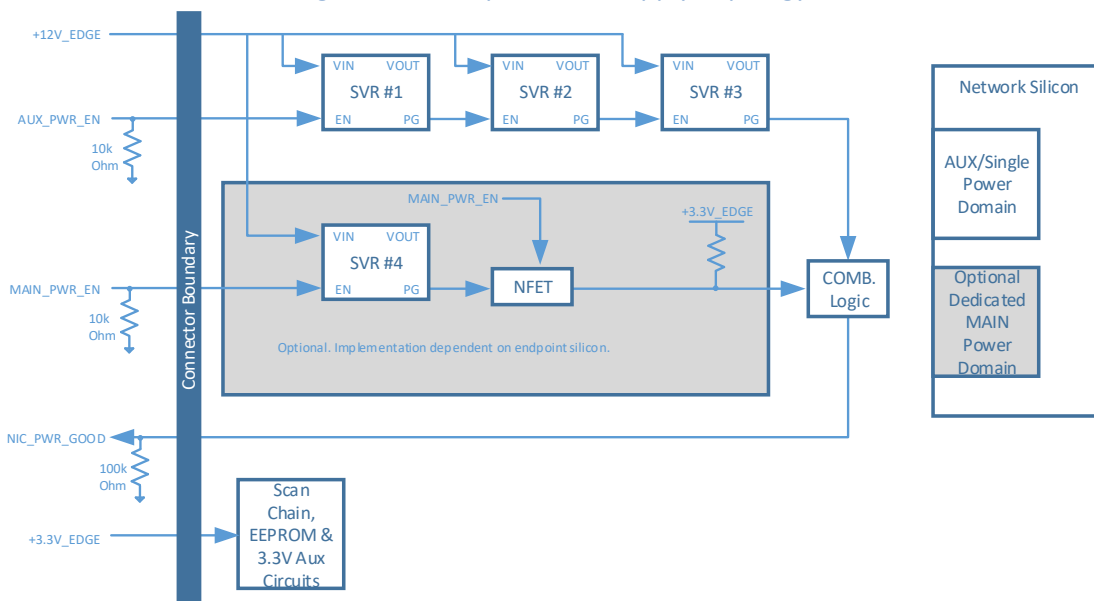 +12V_EDGE
VIN VOUT
SVR #1
EN PG
VIN VOUT
SVR #2
EN PG
VIN VOUT
SVR #3
EN PG
AUX_PWR_EN
10k
Ohm
MAIN_PWR_EN
+3.3V_EDGE
VIN VOUT
SVR #4
EN PG
NFET
COMB.
Logic
MAIN_PWR_EN
10k
Ohm
Optional. Implementation dependent on endpoint silicon.
Connector Boundary
NIC_PWR_GOOD
100k
Ohm
+3.3V_EDGE
Scan
Chain,
EEPROM &
3.3V Aux
Circuits
Network Silicon
AUX/Single
Power
Domain
Optional
Dedicated
MAIN
Power
Domain